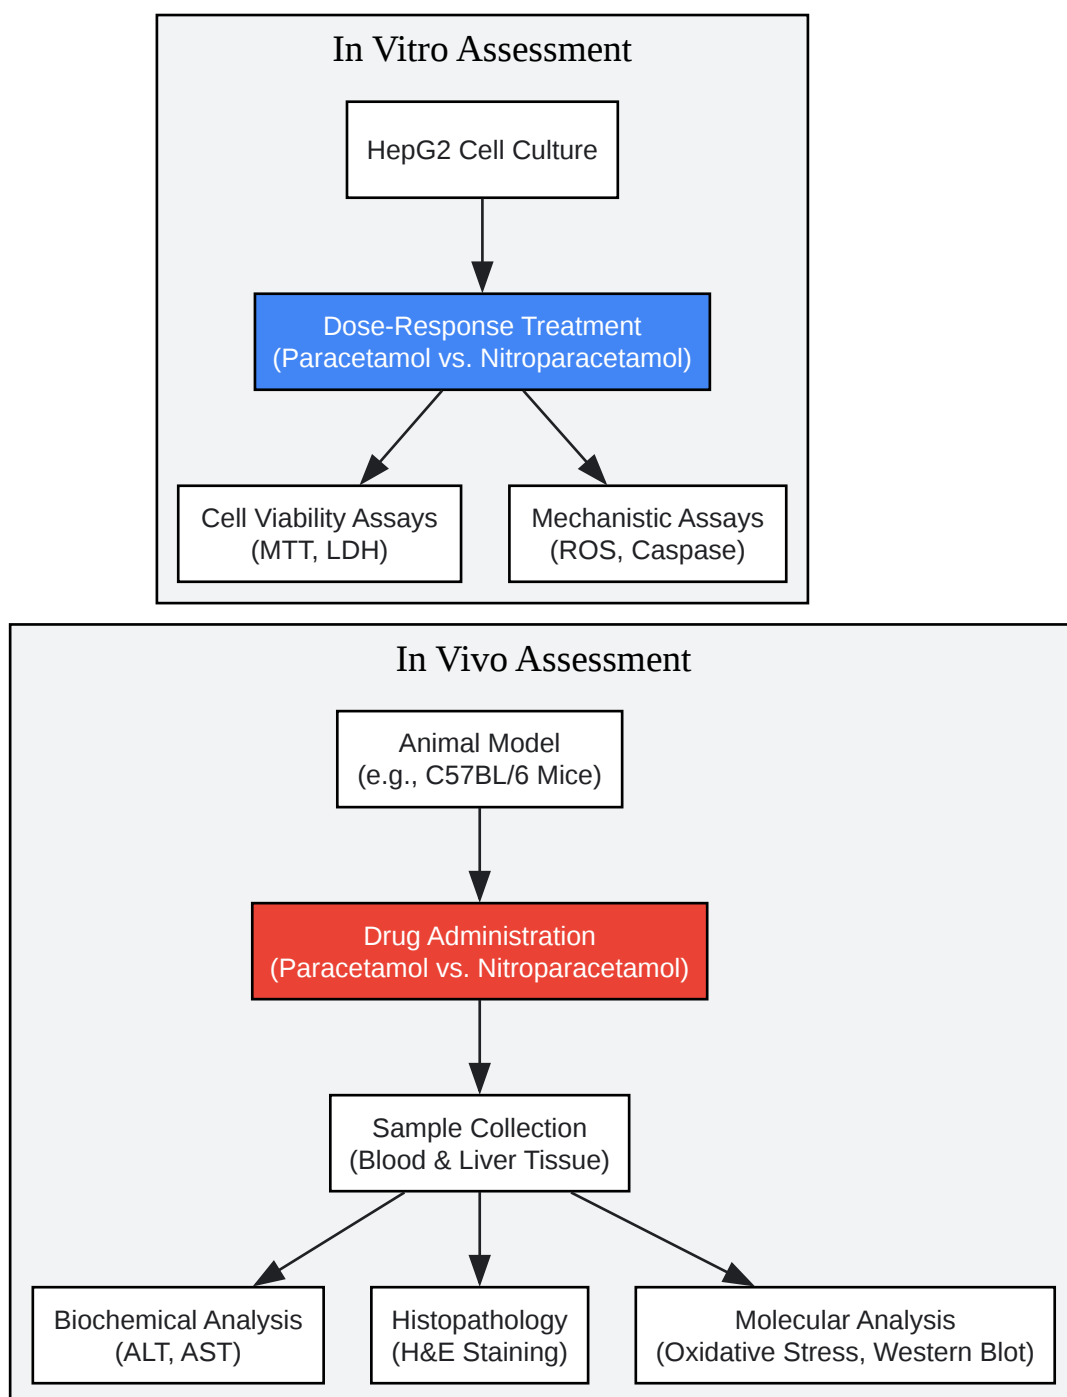 In Vitro Assessment
HepG2 Cell Culture
Dose-Response Treatment
(Paracetamol vs. Nitroparacetamol)
Cell Viability Assays
(MTT, LDH)
Mechanistic Assays
(ROS, Caspase)
In Vivo Assessment
Animal Model
(e.g., C57BL/6 Mice)
Drug Administration
(Paracetamol vs. Nitroparacetamol)
Sample Collection
(Blood & Liver Tissue)
Biochemical Analysis
(ALT, AST)
Histopathology
(H&E Staining)
Molecular Analysis
(Oxidative Stress, Western Blot)